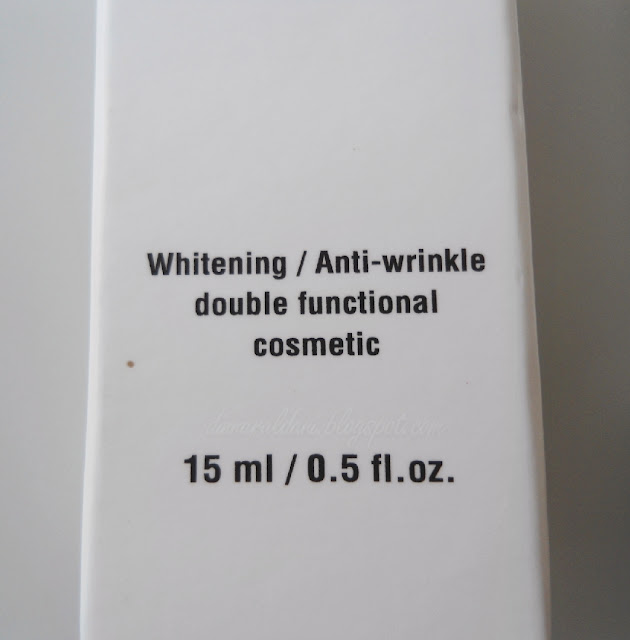 Whitening / Anti-wrinkle
double functional
cosmetic
15 ml / 0.5 fl.oz.